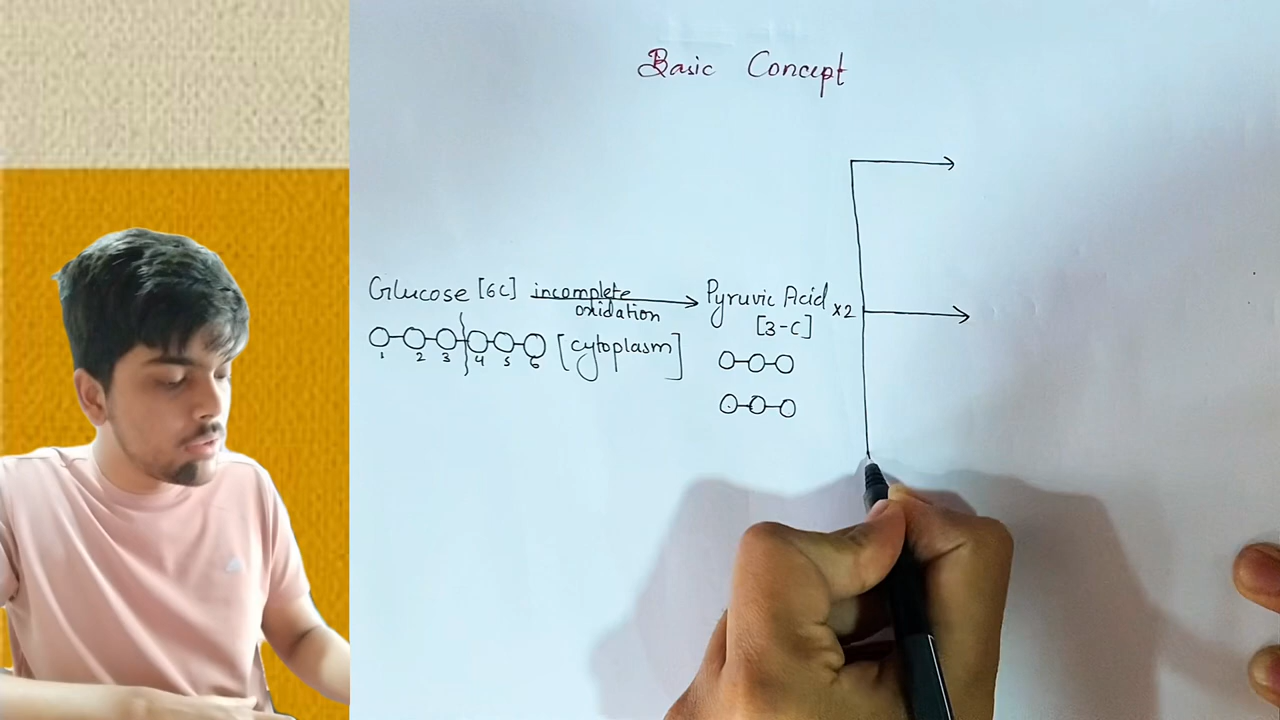 Basic Concept
Glucose [6C] incomplete oxidation Pyruvic Acid x2
[3-C]
1 2 3 4 5 6 [cytoplasm]